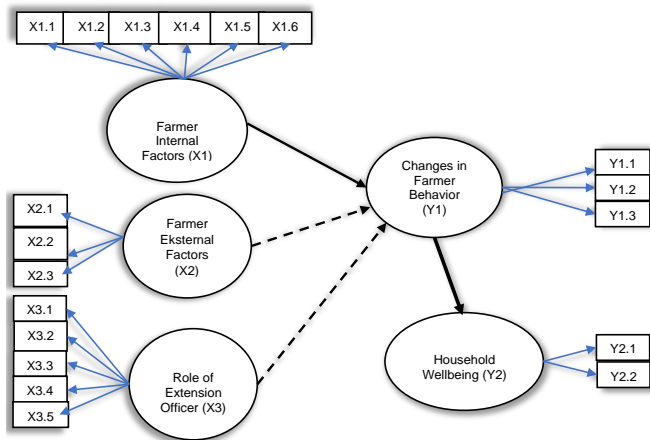 X1.1 X1.2 X1.3 X1.4 X1.5 X1.6
Farmer
Internal
Factors (X1)
Changes in
Farmer
Behavior
(Y1)
Y1.1
Y1.2
Y1.3
X2.1
X2.2
X2.3
Farmer
Eksternal
Factors
(X2)
X3.1
X3.2
X3.3
X3.4
X3.5
Role of
Extension
Officer (X3)
Household
Wellbeing (Y2)
Y2.1
Y2.2